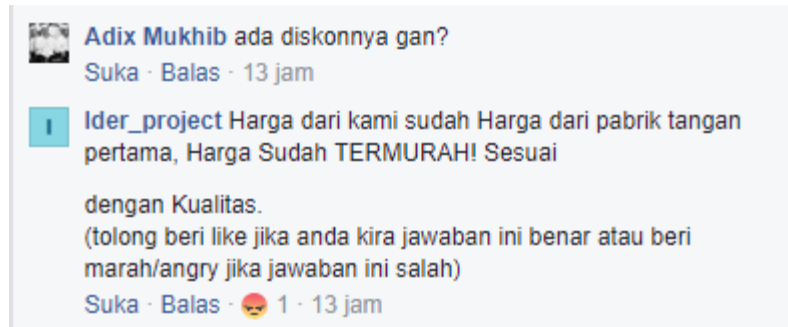 Adix Mukhib ada diskonnya gan?
Suka · Balas · 13 jam
I
Ider_project Harga dari kami sudah Harga dari pabrik tangan
pertama, Harga Sudah TERMURAH! Sesuai
dengan Kualitas.
(tolong beri like jika anda kira jawaban ini benar atau beri
marah/angry jika jawaban ini salah)
Suka · Balas · 😡 1 · 13 jam